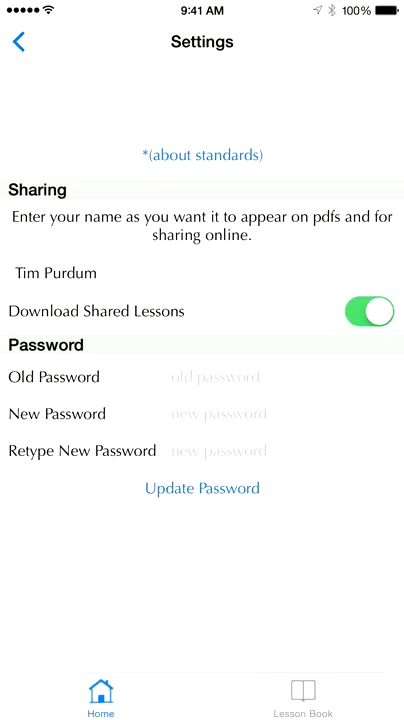 9:41 AM 100%
Settings
*(about standards)
Sharing
Enter your name as you want it to appear on pdfs and for
sharing online.
Tim Purdum
Download Shared Lessons
Password
Old Password old password
New Password new password
Retype New Password new password
Update Password
Home Lesson Book